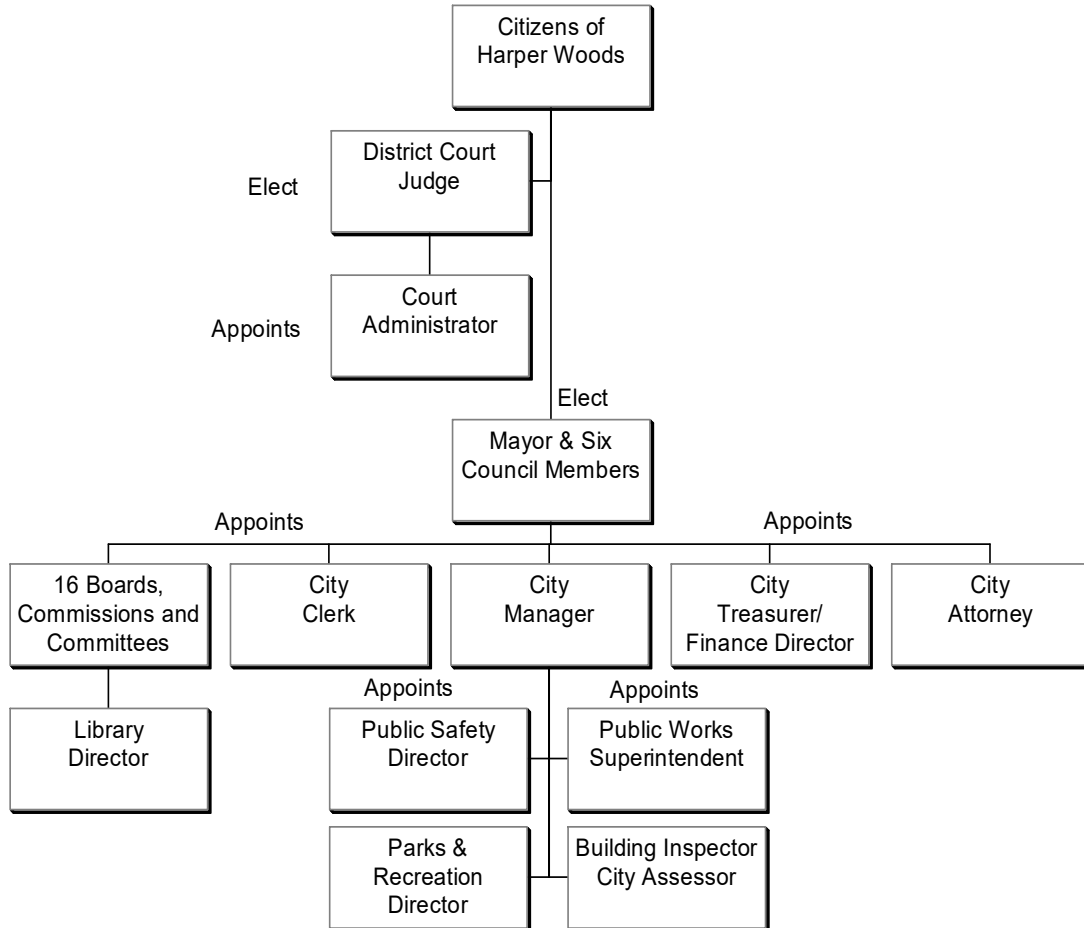 Citizens of
Harper Woods
District Court
Judge
Elect
Court
Administrator
Appoints
Elect
Mayor & Six
Council Members
Appoints
Appoints
16 Boards,
Commissions and
Committees
City
Clerk
City
Manager
City
Treasurer/
Finance Director
City
Attorney
Appoints
Appoints
Library
Director
Public Safety
Director
Public Works
Superintendent
Parks &
Recreation
Director
Building Inspector
City Assessor